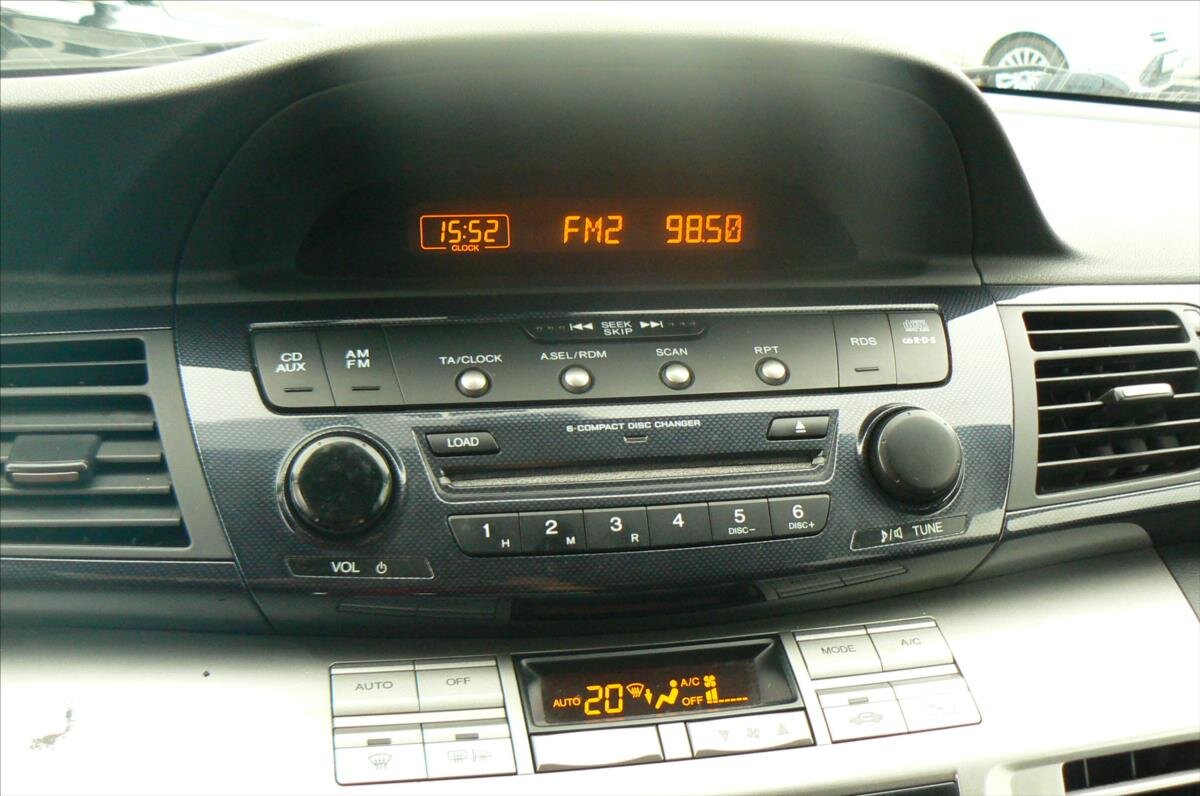 15:52 FM2 98.50
CLOCK
CD AM SEEK
AUX FM SKIP
TA/CLOCK A.SEL/RDM SCAN RPT RDS R·D·S
LOAD 6-COMPACT DISC CHANGER
1 H 2 M 3 R 4 5 DISC− 6 DISC+
VOL TUNE
AUTO OFF MODE A/C
AUTO 20 A/C
OFF